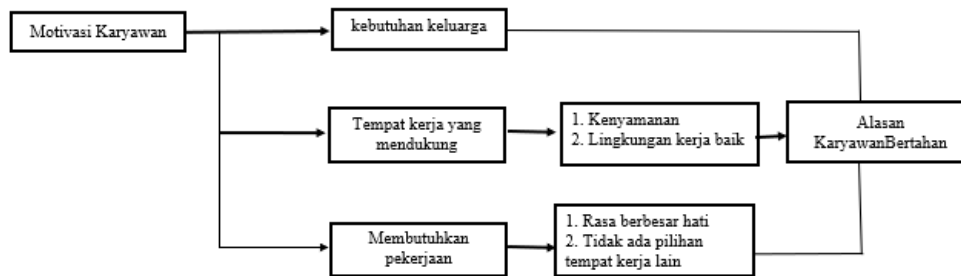 Motivasi Karyawan
kebutuhan keluarga
Tempat kerja yang
mendukung
1. Kenyamanan
2. Lingkungan kerja baik
Alasan
KaryawanBertahan
Membutuhkan
pekerjaan
1. Rasa berbesar hati
2. Tidak ada pilihan
tempat kerja lain